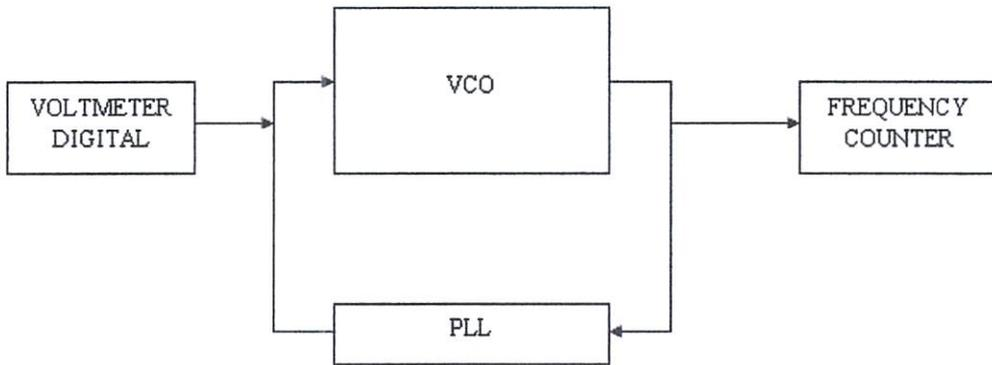 VOLTMETER
DIGITAL
VCO
FREQUENCY
COUNTER
PLL